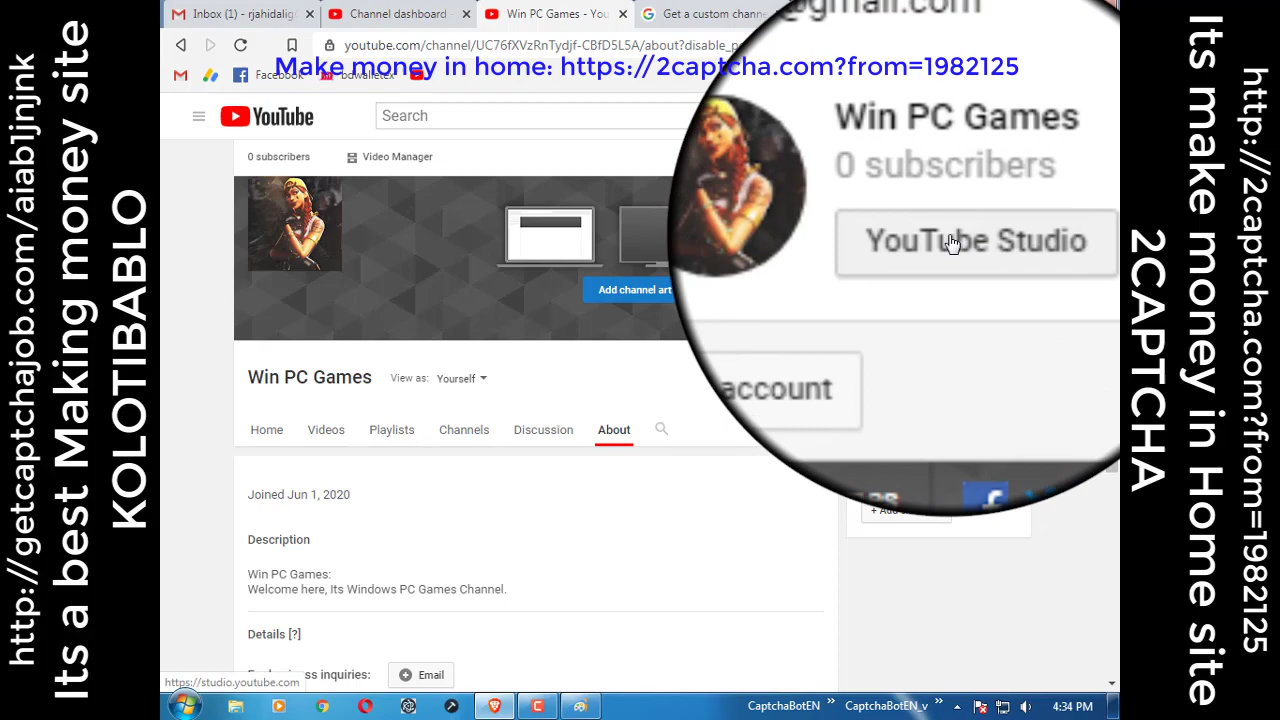 http://getcaptchajob.com/aiabljnjnk
Its a best Making money site
KOLOTIBABLO
Inbox (1) - rjahidalig
Channel dashboard -
Win PC Games - You
Get a custom chann
@gmail.com
youtube.com/channel/UC76fXVzRnTydjf-CBfD5L5A/about?disable_p
Make money in home: https://2captcha.com?from=1982125
Facebook
YouTube
Search
Win PC Games
0 subscribers
YouTube Studio
account
0 subscribers
Video Manager
Add channel art
Win PC Games
View as:
Yourself
Home
Videos
Playlists
Channels
Discussion
About
Joined Jun 1, 2020
Description
Win PC Games:
Welcome here, Its Windows PC Games Channel.
Details [?]
inquiries:
Email
https://studio.youtube.com
CaptchaBotEN
CaptchaBotEN_v
4:34 PM
2CAPTCHA
Its make money in Home site
http://2captcha.com?from=1982125